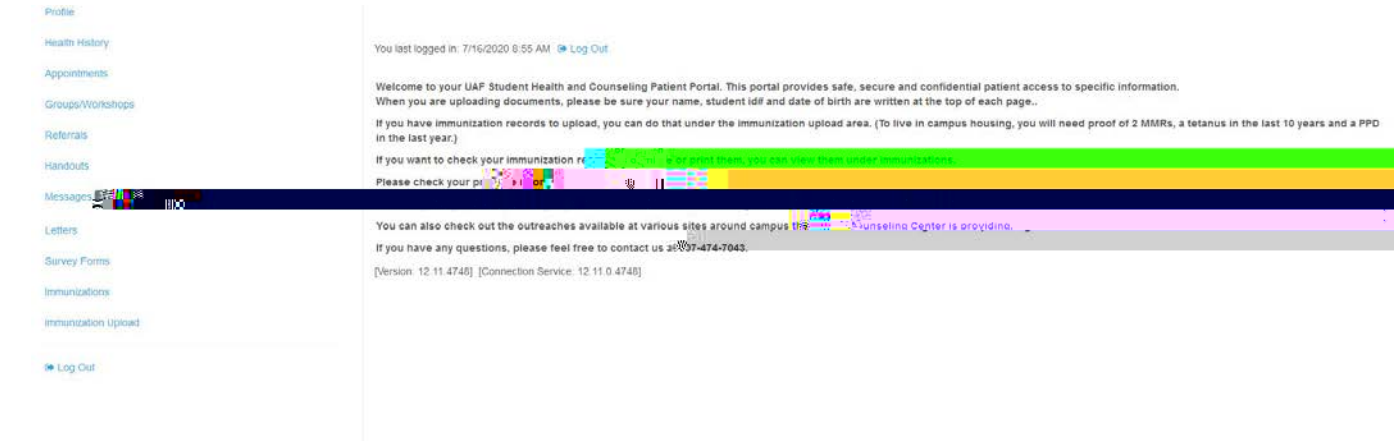 Profile
Health History
Appointments
Groups/Workshops
Referrals
Handouts
Messages
Letters
Survey Forms
Immunizations
Immunization Upload
Log Out
You last logged in: 7/16/2020 8:55 AM Log Out
Welcome to your UAF Student Health and Counseling Patient Portal. This portal provides safe, secure and confidential patient access to specific information.
When you are uploading documents, please be sure your name, student id# and date of birth are written at the top of each page..
If you have immunization records to upload, you can do that under the immunization upload area. (To live in campus housing, you will need proof of 2 MMRs, a tetanus in the last 10 years and a PPD
in the last year.)
If you want to check your immunization or print them, you can view them under immunizations.
Please check your
You can also check out the outreaches available at various sites around campus Center is providing.
If you have any questions, please feel free to contact us
[Version: 12.11.4748] [Connection Service: 12.11.0.4748]